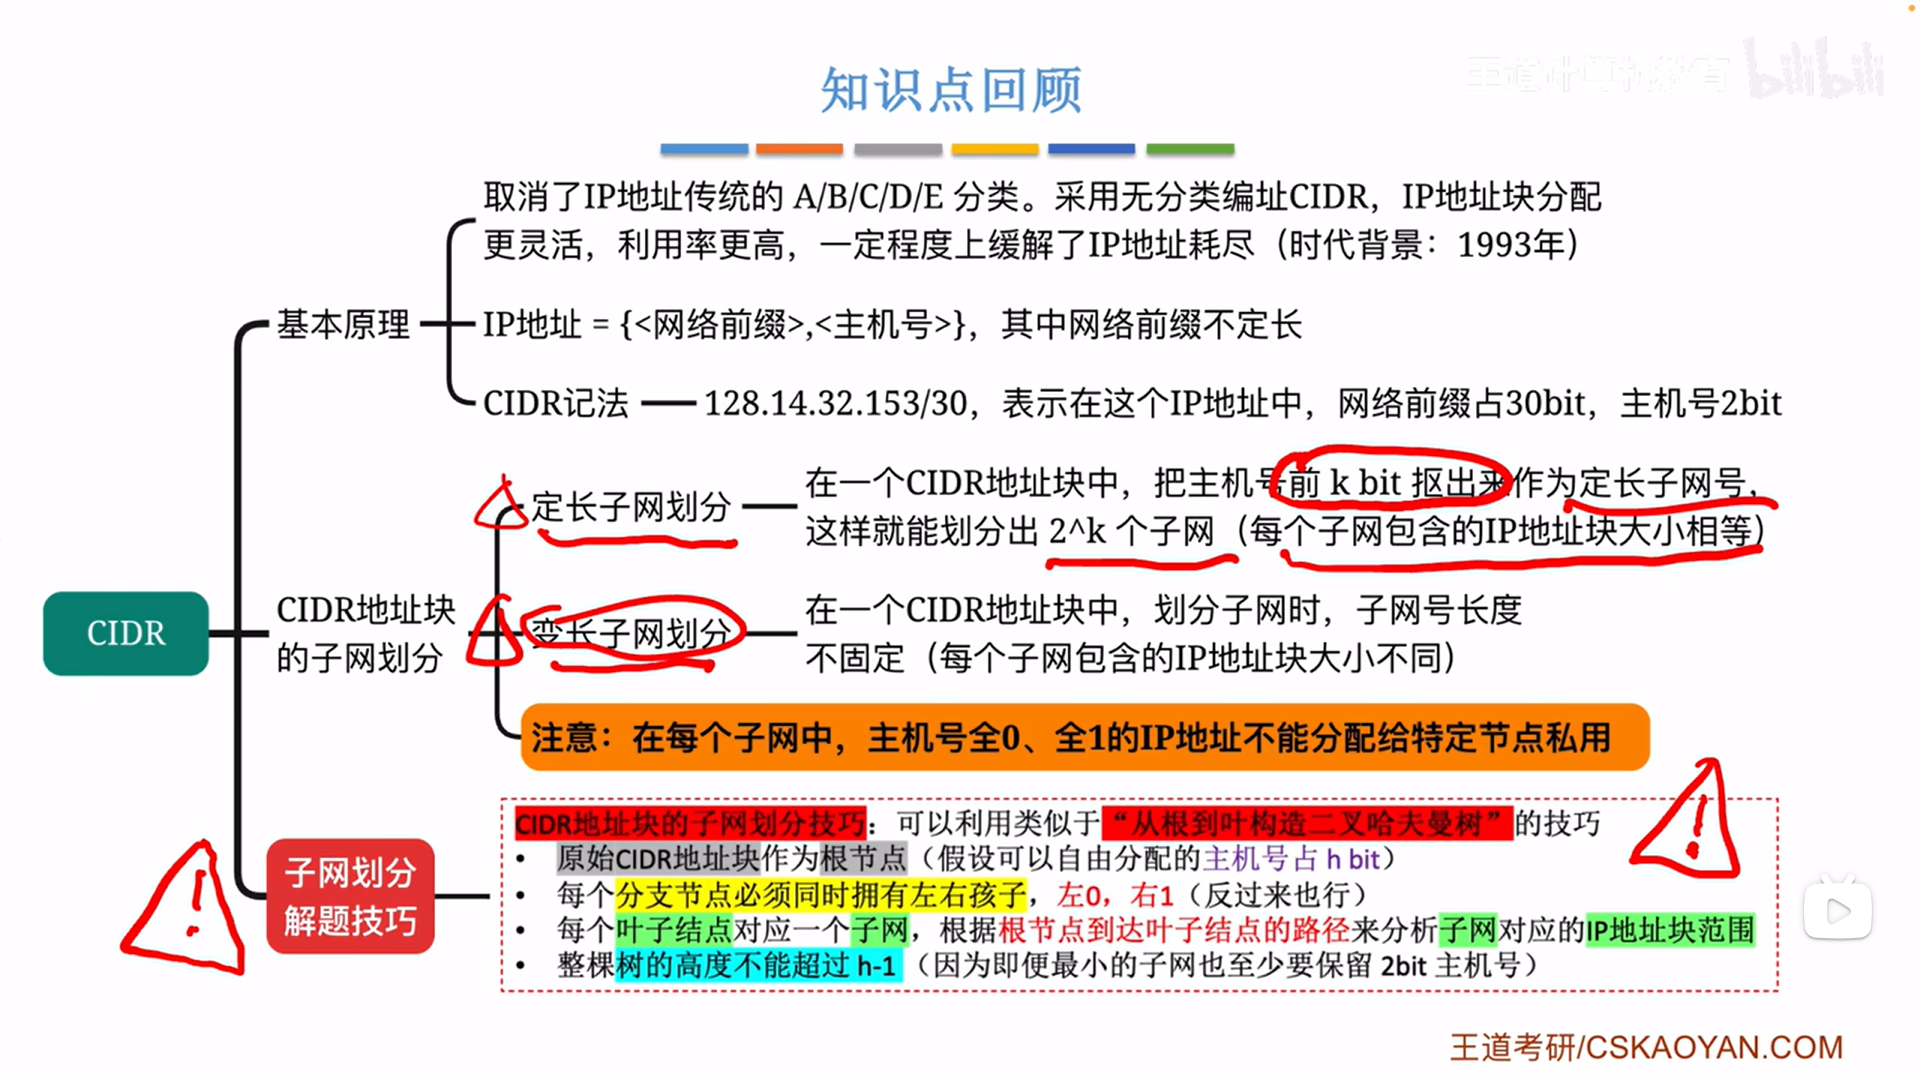 王道计算机教育 bilibili
知识点回顾
取消了IP地址传统的 A/B/C/D/E 分类。采用无分类编址CIDR，IP地址块分配
更灵活，利用率更高，一定程度上缓解了IP地址耗尽（时代背景：1993年）
基本原理
IP地址 = {<网络前缀>,<主机号>}，其中网络前缀不定长
CIDR记法
128.14.32.153/30，表示在这个IP地址中，网络前缀占30bit，主机号2bit
定长子网划分
在一个CIDR地址块中，把主机号前 k bit 抠出来作为定长子网号，
这样就能划分出 2^k 个子网（每个子网包含的IP地址块大小相等）
CIDR
CIDR地址块
的子网划分
变长子网划分
在一个CIDR地址块中，划分子网时，子网号长度
不固定（每个子网包含的IP地址块大小不同）
注意：在每个子网中，主机号全0、全1的IP地址不能分配给特定节点私用
子网划分
解题技巧
CIDR地址块的子网划分技巧：可以利用类似于“从根到叶构造二叉哈夫曼树”的技巧
• 原始CIDR地址块作为根节点（假设可以自由分配的主机号占 h bit）
• 每个分支节点必须同时拥有左右孩子，左0，右1（反过来也行）
• 每个叶子结点对应一个子网，根据根节点到达叶子结点的路径来分析子网对应的IP地址块范围
• 整棵树的高度不能超过 h-1（因为即便最小的子网也至少要保留 2bit 主机号）
王道考研/CSKAOYAN.COM